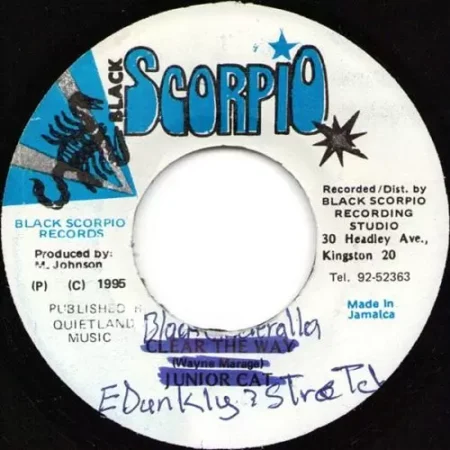 BLACK
SCORPIO
BLACK SCORPIO
RECORDS
Produced by:
M. Johnson
(P) (C) 1995
PUBLISHED
QUIETLAND
MUSIC
Recorded/Dist. by
BLACK SCORPIO
RECORDING
STUDIO
30 Headley Ave.,
Kingston 20
Tel. 92-52363
Made In
Jamaica
CLEAR THE WAY
(Wayne Marage)
JUNIOR CAT
E Dunkly